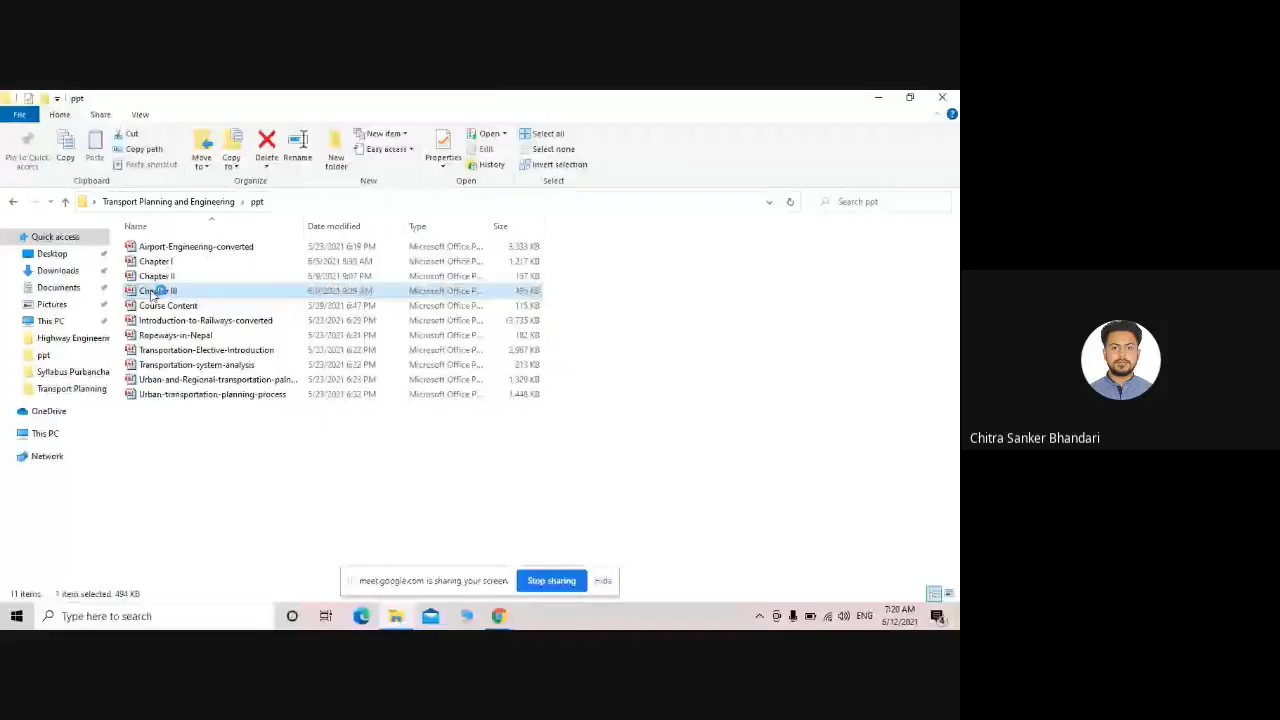 ppt
File Home Share View
Pin to Quick access
Copy
Paste
Cut
Copy path
Paste shortcut
Clipboard
Move to
Copy to
Delete
Rename
Organize
New folder
New item
Easy access
New
Properties
Open
Edit
History
Open
Select all
Select none
Invert selection
Select
Transport Planning and Engineering › ppt
Search ppt
Name Date modified Type Size
Airport-Engineering-converted 5/23/2021 6:19 PM Microsoft Office P... 3,333 KB
Chapter I Microsoft Office P... 1,217 KB
Chapter II Microsoft Office P... 157 KB
Microsoft Office P...
Course Content 5/29/2021 6:47 PM Microsoft Office P... 115 KB
Introduction-to-Railways-converted 5/23/2021 6:29 PM Microsoft Office P... 13,735 KB
Ropeways-in-Nepal 5/23/2021 6:31 PM Microsoft Office P... 182 KB
Transportation-Elective-Introduction 5/23/2021 6:22 PM Microsoft Office P...
Transportation-system-analysis 5/23/2021 6:22 PM Microsoft Office P... 213 KB
Urban-and-Regional-transportation-paln... 5/23/2021 6:23 PM Microsoft Office P... 1,329 KB
Urban-transportation-planning-process 5/23/2021 6:32 PM Microsoft Office P... 1,448 KB
Quick access
Desktop
Downloads
Documents
Pictures
This PC
Highway Engineerin
ppt
Syllabus Purbancha
Transport Planning
OneDrive
This PC
Network
meet.google.com is sharing your screen.
Stop sharing
Hide
11 items 1 item selected. 494 KB
Type here to search
ENG
7:20 AM
6/12/2021
Chitra Sanker Bhandari